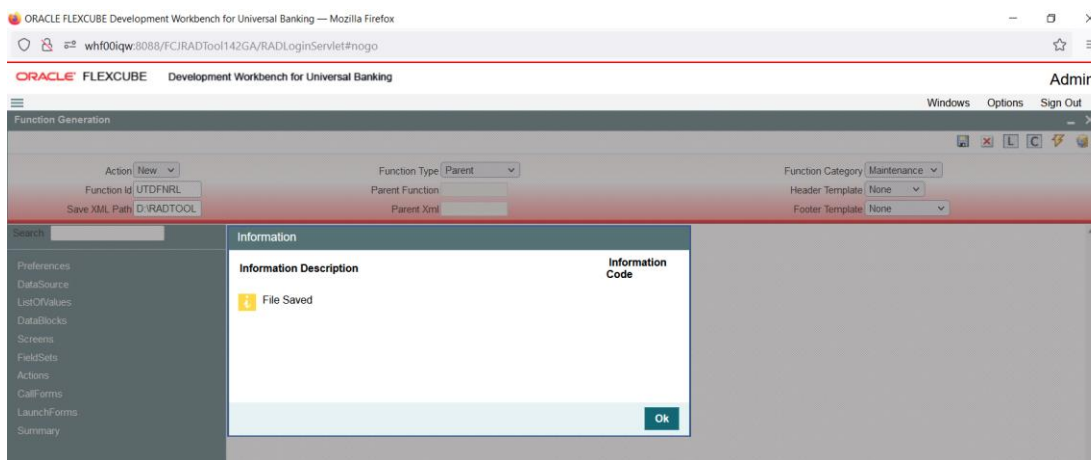 ORACLE FLEXCUBE Development Workbench for Universal Banking — Mozilla Firefox
whf00iqw:8088/FCJRADTool142GA/RADLoginServlet#nogo
ORACLE FLEXCUBE Development Workbench for Universal Banking Admin
Windows Options Sign Out
Function Generation
L C
Action New Function Type Parent Function Category Maintenance
Function Id UTDFNRL Parent Function Header Template None
Save XML Path D:\RADTOOL Parent Xml Footer Template None
Search
Information
Information Description Information Code
Preferences
DataSource
ListOfValues
DataBlocks
Screens
FieldSets
Actions
CallForms
LaunchForms
Summary
File Saved
Ok